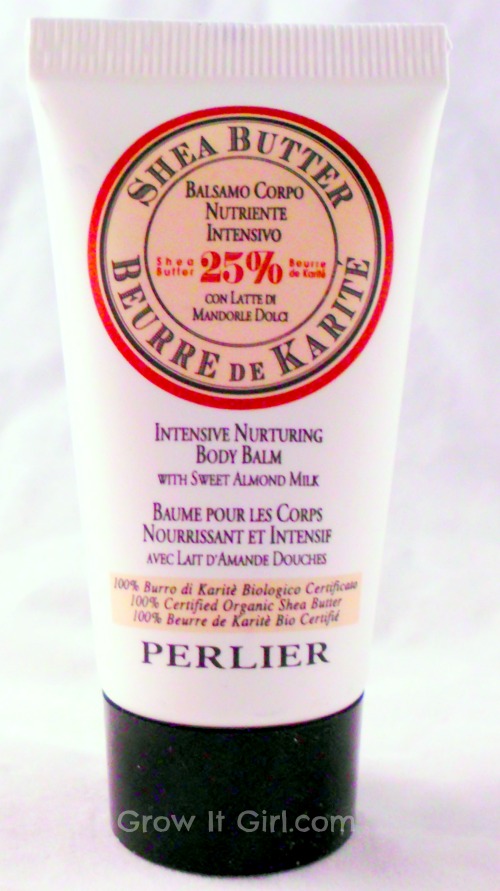 SHEA BUTTER
BALSAMO CORPO
NUTRIENTE
INTENSIVO
Shea Butter 25% Beurre de Karité
CON LATTE DI
MANDORLE DOLCI
BEURRE DE KARITÉ
INTENSIVE NURTURING
BODY BALM
WITH SWEET ALMOND MILK
BAUME POUR LES CORPS
NOURRISSANT ET INTENSIF
AVEC LAIT D'AMANDE DOUCHES
100% Burro di Karitè Biologico Certificato
100% Certified Organic Shea Butter
100% Beurre de Karitè Bio Certifié
PERLIER
Grow It Girl.com